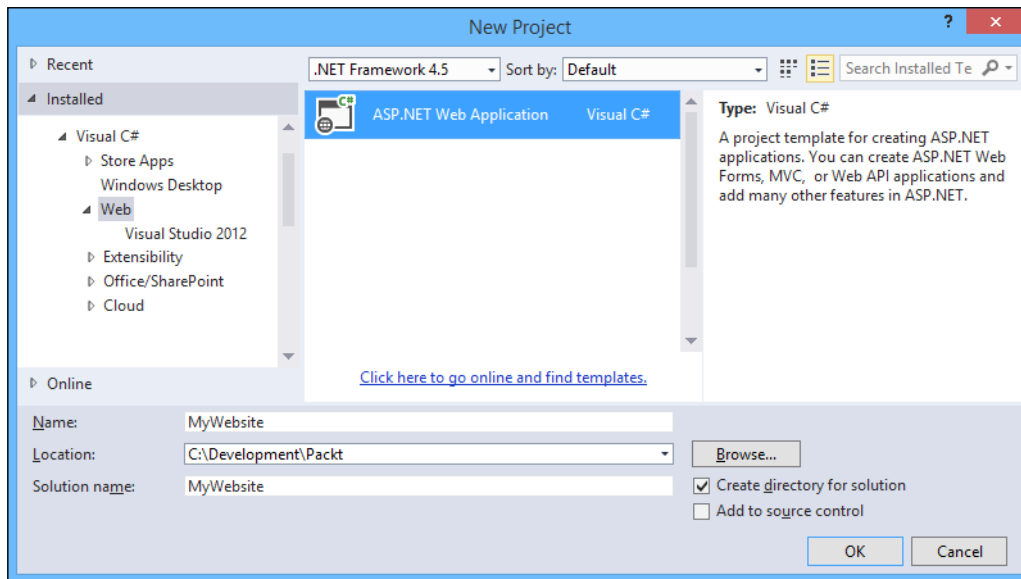 New Project
?
Recent
.NET Framework 4.5
Sort by:
Default
Search Installed Te
Installed
Visual C#
Store Apps
Windows Desktop
Web
Visual Studio 2012
Extensibility
Office/SharePoint
Cloud
Online
C#
ASP.NET Web Application
Visual C#
Click here to go online and find templates.
Type: Visual C#
A project template for creating ASP.NET
applications. You can create ASP.NET Web
Forms, MVC, or Web API applications and
add many other features in ASP.NET.
Name:
MyWebsite
Location:
C:\Development\Packt
Browse...
Solution name:
MyWebsite
Create directory for solution
Add to source control
OK
Cancel